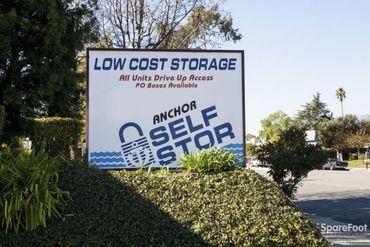 LOW COST STORAGE
All Units Drive Up Access
PO Boxes Available
ANCHOR
SELF
STOR
SpareFoot